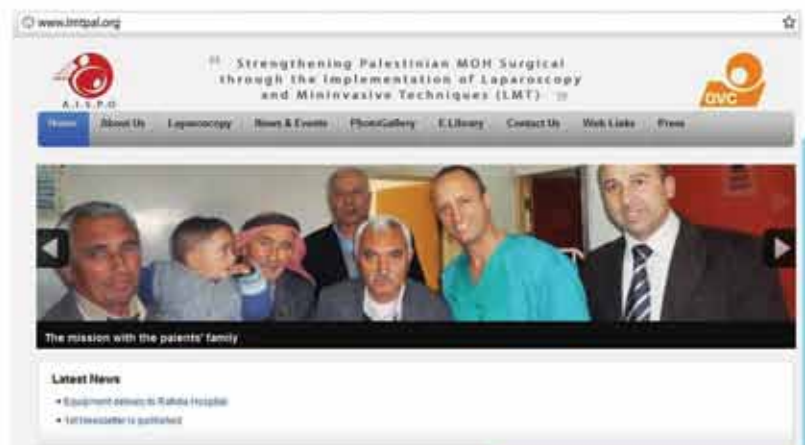 www.lmtpal.org
" Strengthening Palestinian MOH Surgical
through the Implementation of Laparoscopy
and Mininvasive Techniques (LMT) "
A.I.S.P.O
GVC
Home About Us Laparoscopy News & Events PhotoGallery E Library Contact Us Web Links Press
The mission with the paients' family
Latest News
Equipment delivery to Rafidia Hospital
1st Newsletter is published